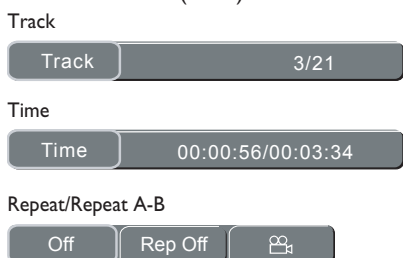 Track
Track 3/21
Time
Time 00:00:56/00:03:34
Repeat/Repeat A-B
Off Rep Off